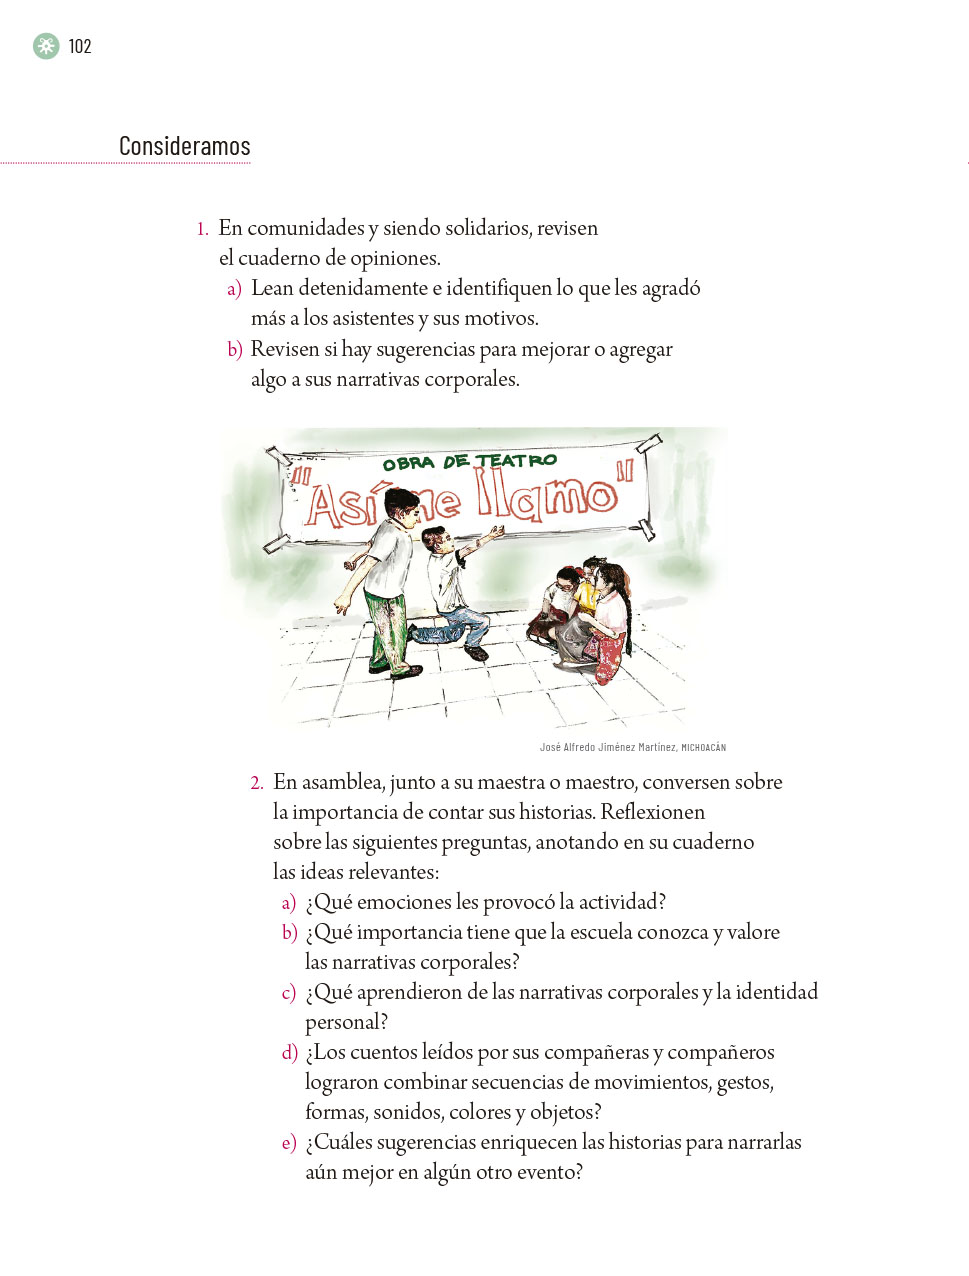 102
Consideramos
1. En comunidades y siendo solidarios, revisen
el cuaderno de opiniones.
a) Lean detenidamente e identifiquen lo que les agradó
más a los asistentes y sus motivos.
b) Revisen si hay sugerencias para mejorar o agregar
algo a sus narrativas corporales.
OBRA DE TEATRO
"Así me llamo"
José Alfredo Jiménez Martínez, MICHOACÁN
2. En asamblea, junto a su maestra o maestro, conversen sobre
la importancia de contar sus historias. Reflexionen
sobre las siguientes preguntas, anotando en su cuaderno
las ideas relevantes:
a) ¿Qué emociones les provocó la actividad?
b) ¿Qué importancia tiene que la escuela conozca y valore
las narrativas corporales?
c) ¿Qué aprendieron de las narrativas corporales y la identidad
personal?
d) ¿Los cuentos leídos por sus compañeras y compañeros
lograron combinar secuencias de movimientos, gestos,
formas, sonidos, colores y objetos?
e) ¿Cuáles sugerencias enriquecen las historias para narrarlas
aún mejor en algún otro evento?